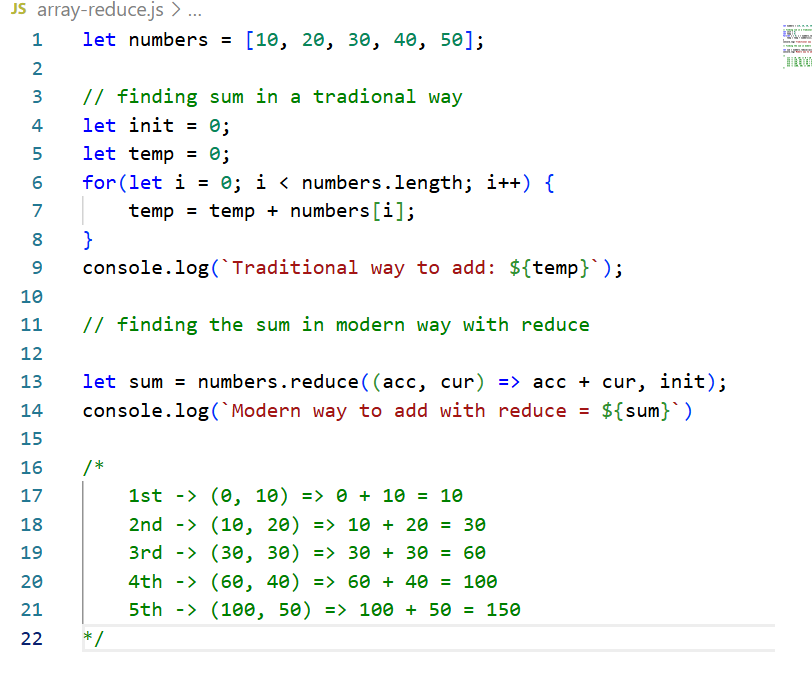 JS array-reduce.js > ...
1 let numbers = [10, 20, 30, 40, 50];
2
3 // finding sum in a tradional way
4 let init = 0;
5 let temp = 0;
6 for(let i = 0; i < numbers.length; i++) {
7     temp = temp + numbers[i];
8 }
9 console.log(`Traditional way to add: ${temp}`);
10
11 // finding the sum in modern way with reduce
12
13 let sum = numbers.reduce((acc, cur) => acc + cur, init);
14 console.log(`Modern way to add with reduce = ${sum}`)
15
16 /*
17     1st -> (0, 10) => 0 + 10 = 10
18     2nd -> (10, 20) => 10 + 20 = 30
19     3rd -> (30, 30) => 30 + 30 = 60
20     4th -> (60, 40) => 60 + 40 = 100
21     5th -> (100, 50) => 100 + 50 = 150
22 */